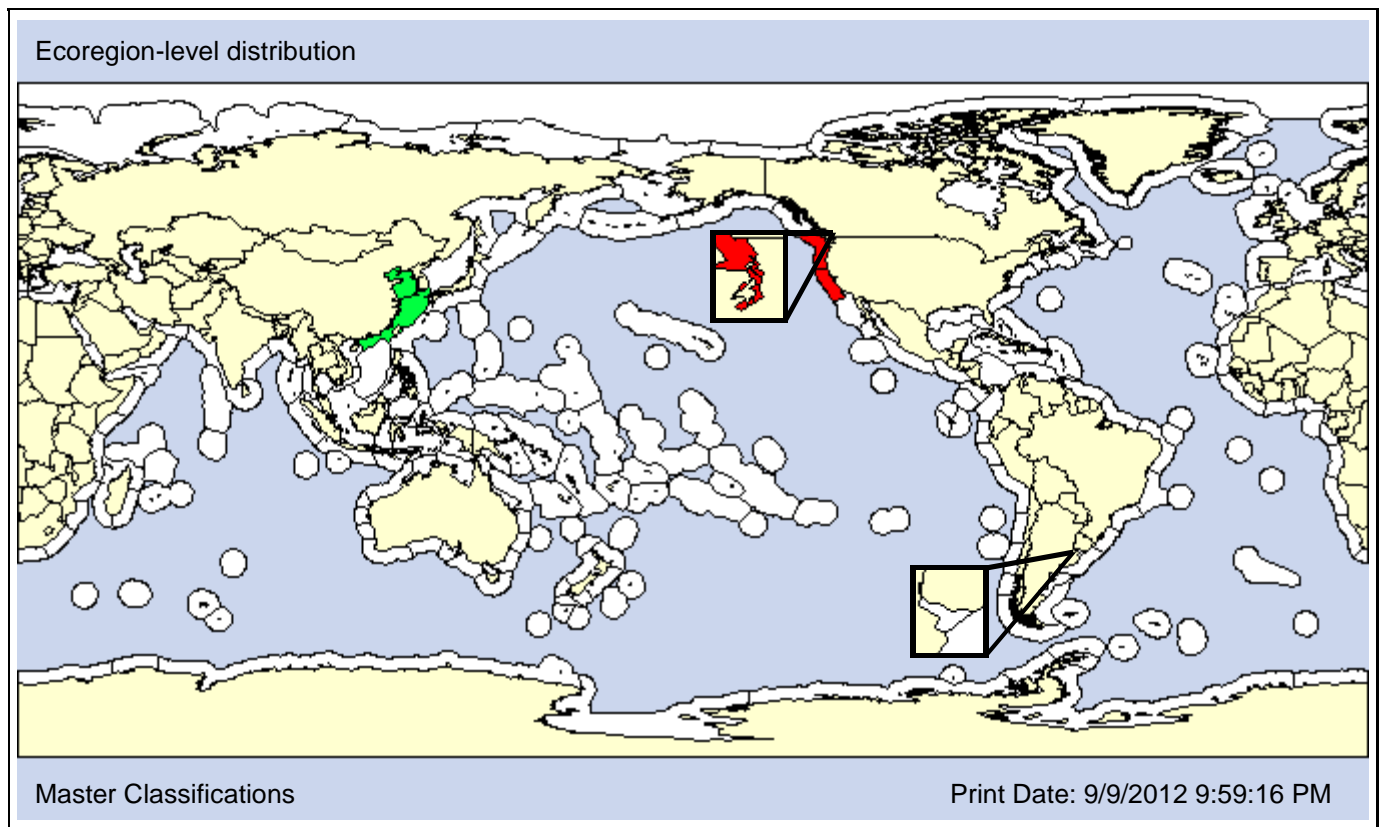 Ecoregion-level distribution
Master Classifications
Print Date: 9/9/2012 9:59:16 PM